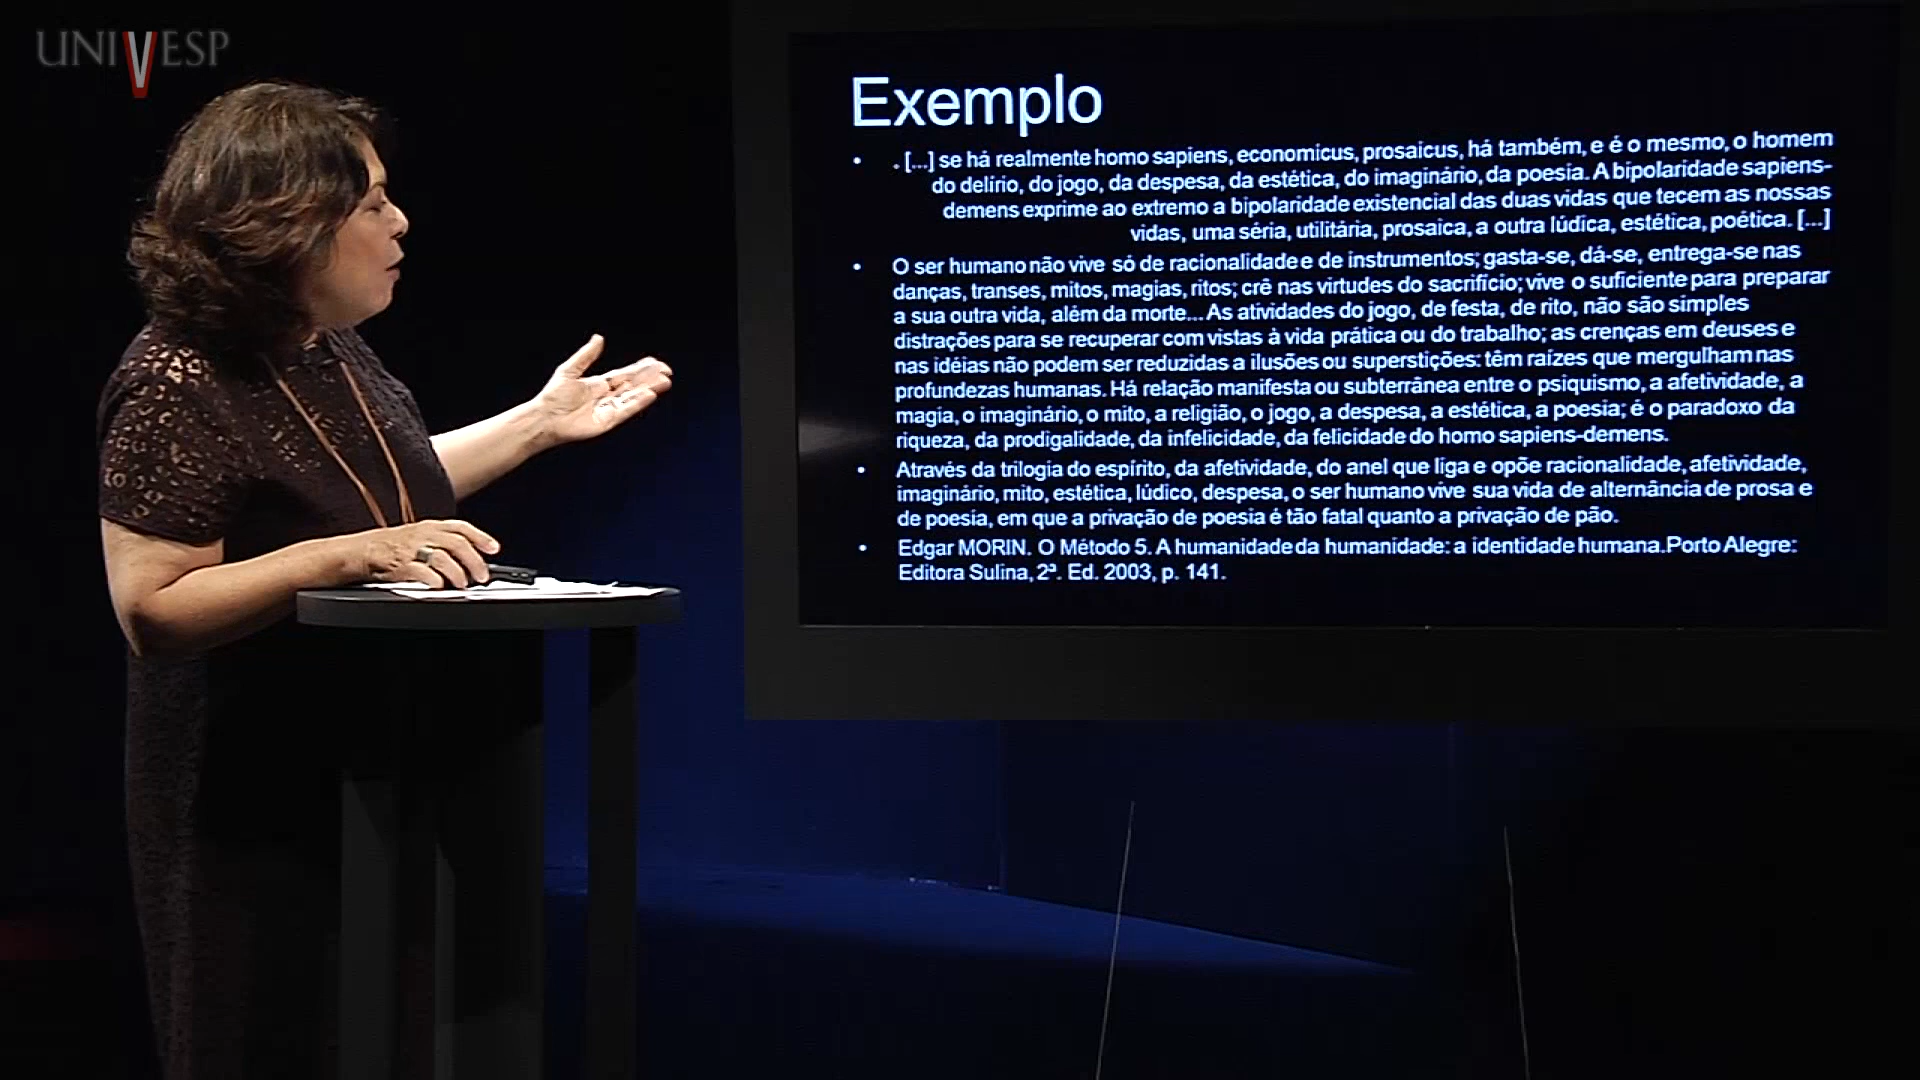 UNIVESP
Exemplo
• . [...] se há realmente homo sapiens, economicus, prosaicus, há também, e é o mesmo, o homem
do delírio, do jogo, da despesa, da estética, do imaginário, da poesia. A bipolaridade sapiens-
demens exprime ao extremo a bipolaridade existencial das duas vidas que tecem as nossas
vidas, uma séria, utilitária, prosaica, a outra lúdica, estética, poética. [...]
• O ser humano não vive só de racionalidade e de instrumentos; gasta-se, dá-se, entrega-se nas
danças, transes, mitos, magias, ritos; crê nas virtudes do sacrifício; vive o suficiente para preparar
a sua outra vida, além da morte... As atividades do jogo, de festa, de rito, não são simples
distrações para se recuperar com vistas à vida prática ou do trabalho; as crenças em deuses e
nas idéias não podem ser reduzidas a ilusões ou superstições: têm raízes que mergulham nas
profundezas humanas. Há relação manifesta ou subterrânea entre o psiquismo, a afetividade, a
magia, o imaginário, o mito, a religião, o jogo, a despesa, a estética, a poesia; é o paradoxo da
riqueza, da prodigalidade, da infelicidade, da felicidade do homo sapiens-demens.
• Através da trilogia do espírito, da afetividade, do anel que liga e opõe racionalidade, afetividade,
imaginário, mito, estética, lúdico, despesa, o ser humano vive sua vida de alternância de prosa e
de poesia, em que a privação de poesia é tão fatal quanto a privação de pão.
• Edgar MORIN. O Método 5. A humanidade da humanidade: a identidade humana.Porto Alegre:
Editora Sulina, 2ª. Ed. 2003, p. 141.